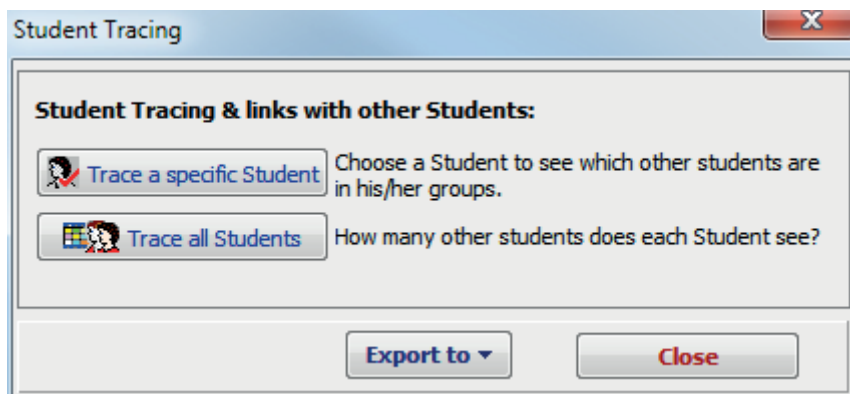 Student Tracing
X
Student Tracing & links with other Students:
Trace a specific Student
Choose a Student to see which other students are
in his/her groups.
Trace all Students
How many other students does each Student see?
Export to
Close